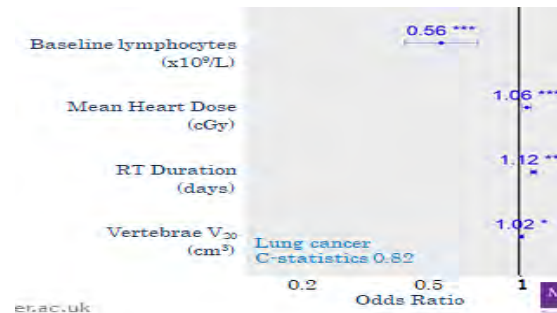 0.56 ***
Baseline lymphocytes
(x10⁹/L)
1.06 ***
Mean Heart Dose
(cGy)
1.12 **
RT Duration
(days)
1.02 *
Vertebrae V₂₀
(cm³)
Lung cancer
C-statistics 0.82
0.2 0.5 1
Odds Ratio
er.ac.uk